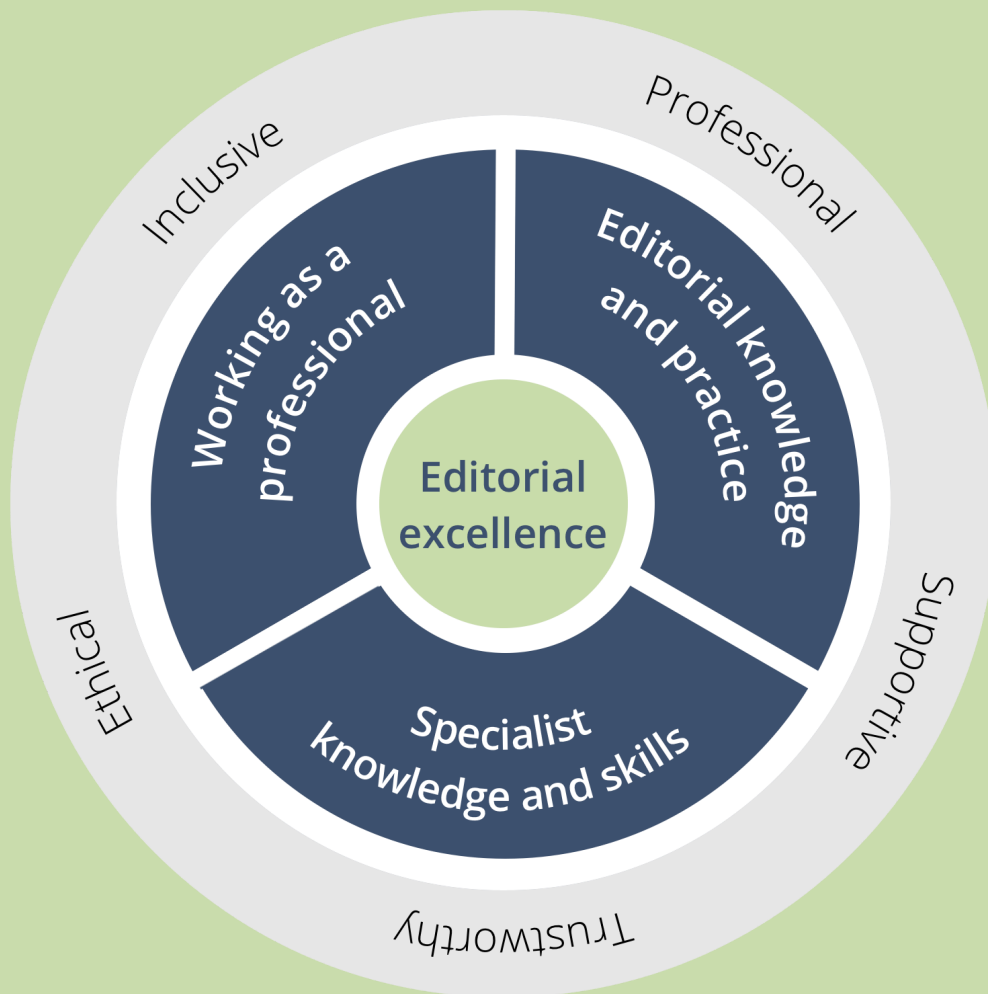 Inclusive
Professional
Supportive
Trustworthy
Ethical
Working as a
professional
Editorial knowledge
and practice
Specialist
knowledge and skills
Editorial
excellence